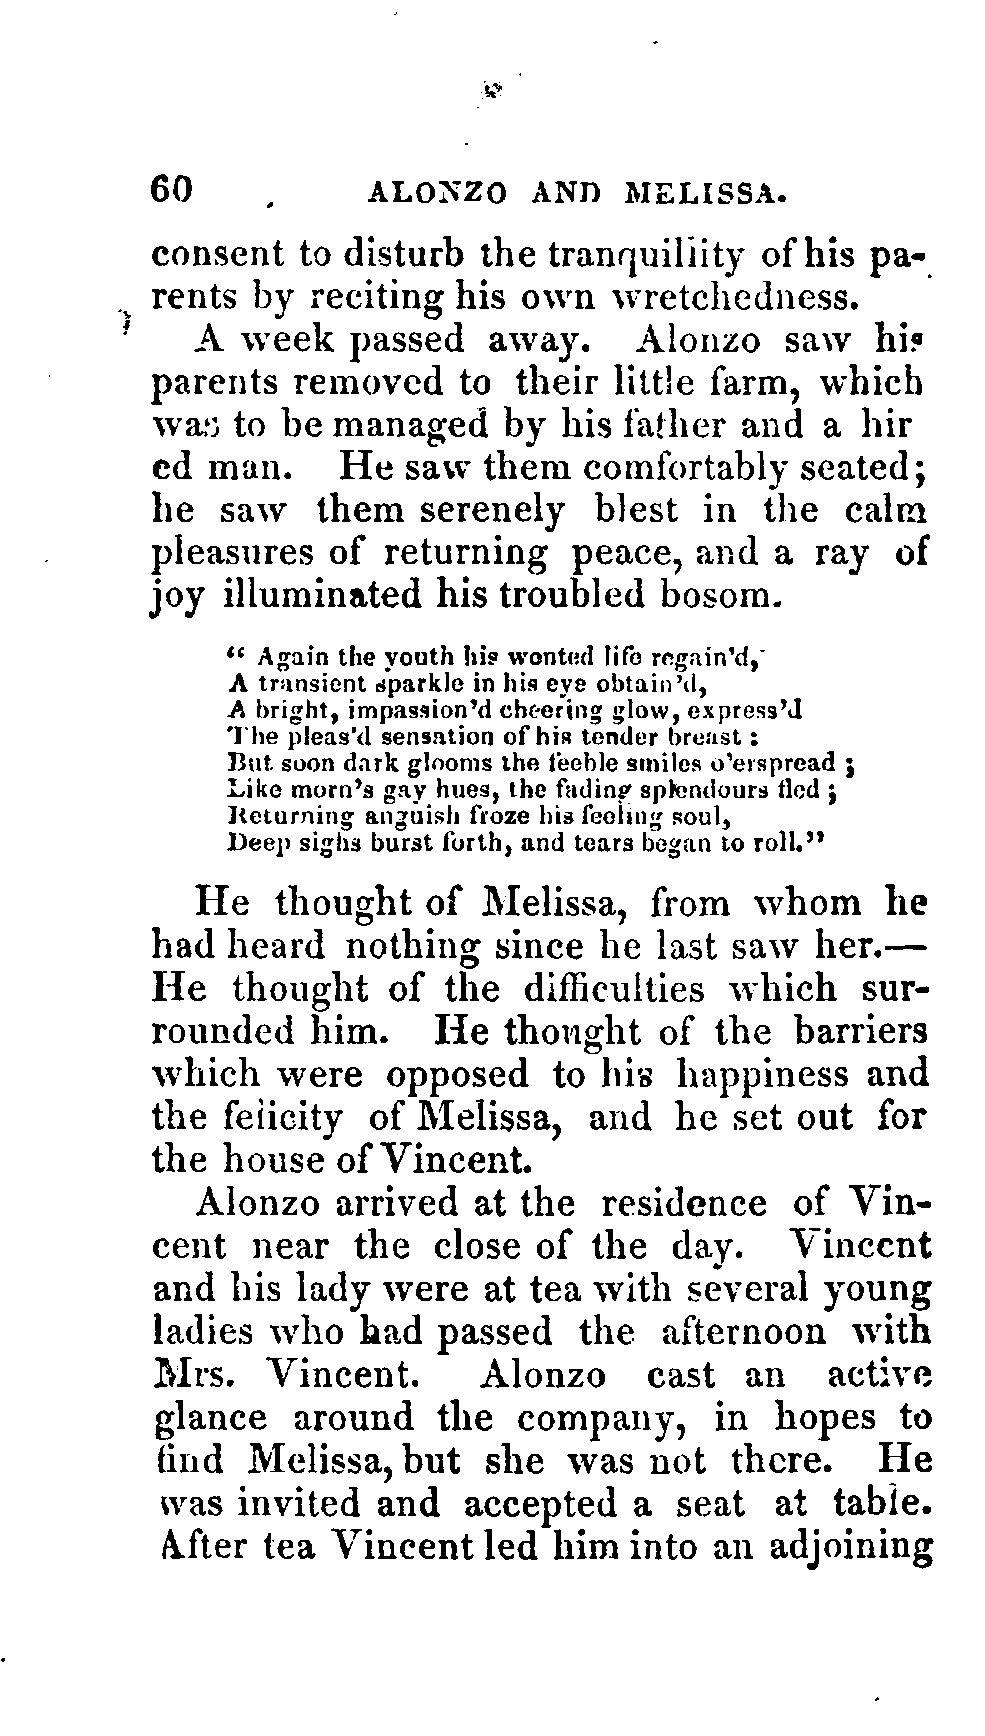 60 ALONZO AND MELISSA.
consent to disturb the tranquillity of his pa-
rents by reciting his own wretchedness.
A week passed away. Alonzo saw his
parents removed to their little farm, which
was to be managed by his father and a hir
ed man. He saw them comfortably seated;
he saw them serenely blest in the calm
pleasures of returning peace, and a ray of
joy illuminated his troubled bosom.
“ Again the youth his wonted life regain’d,
A transient sparkle in his eye obtain’d,
A bright, impassion’d cheering glow, express’d
The pleas’d sensation of his tender breast :
But soon dark glooms the feeble smiles o’erspread ;
Like morn’s gay hues, the fading splendours fled ;
Returning anguish froze his feeling soul,
Deep sighs burst forth, and tears began to roll.”
He thought of Melissa, from whom he
had heard nothing since he last saw her.—
He thought of the difficulties which sur-
rounded him. He thought of the barriers
which were opposed to his happiness and
the felicity of Melissa, and he set out for
the house of Vincent.
Alonzo arrived at the residence of Vin-
cent near the close of the day. Vincent
and his lady were at tea with several young
ladies who had passed the afternoon with
Mrs. Vincent. Alonzo cast an active
glance around the company, in hopes to
find Melissa, but she was not there. He
was invited and accepted a seat at table.
After tea Vincent led him into an adjoining